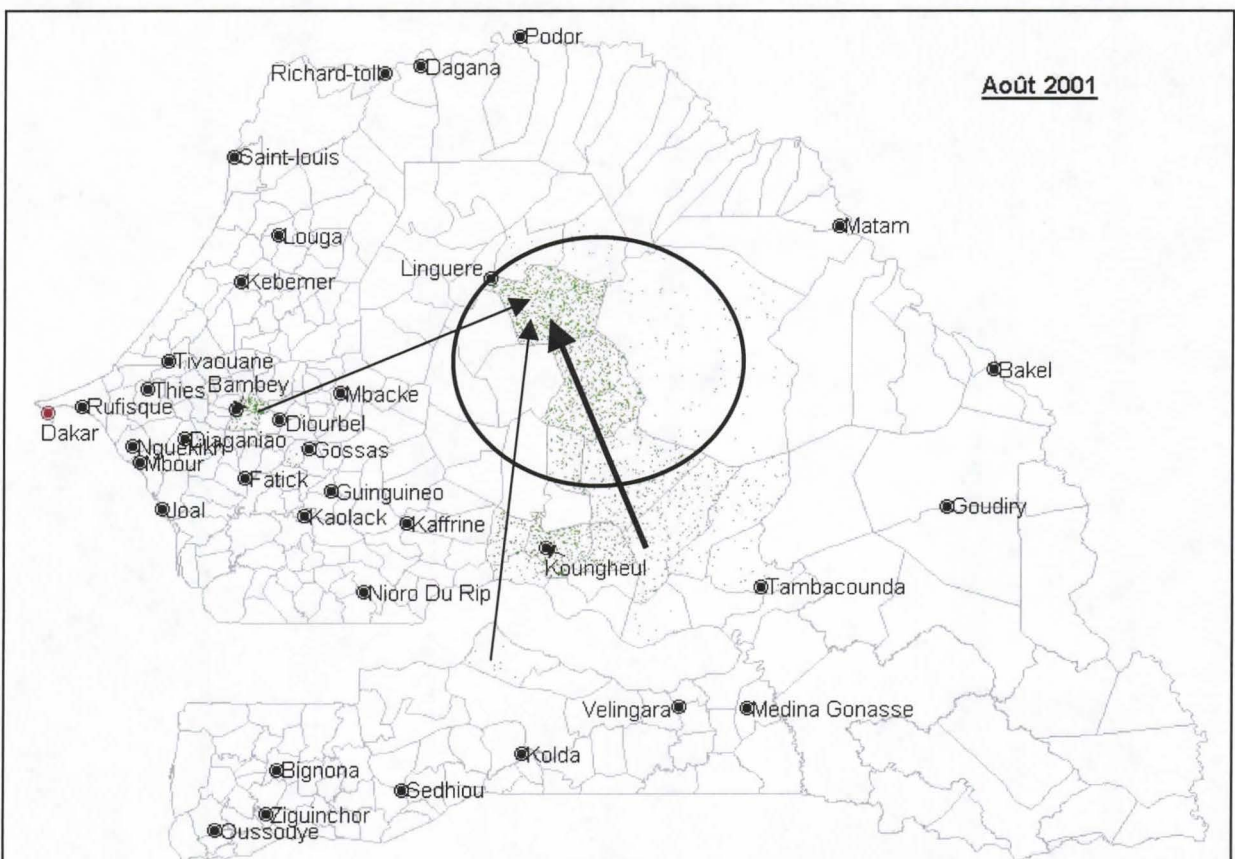 Podor
Dagana
Richard-toll
Août 2001
Saint-louis
Matam
Louga
Linguere
Kebemer
Tivaouane
Bakel
Thies
Bambey
Mbacke
Rufisque
Dakar
Diourbel
Diaganiao
Nguekikh
Gossas
Mbour
Fatick
Guinguineo
Joal
Kaolack
Kaffrine
Goudiry
Koungheul
Tambacounda
Nioro Du Rip
Velingara
Medina Gonasse
Kolda
Bignona
Sedhiou
Ziguinchor
Oussouye